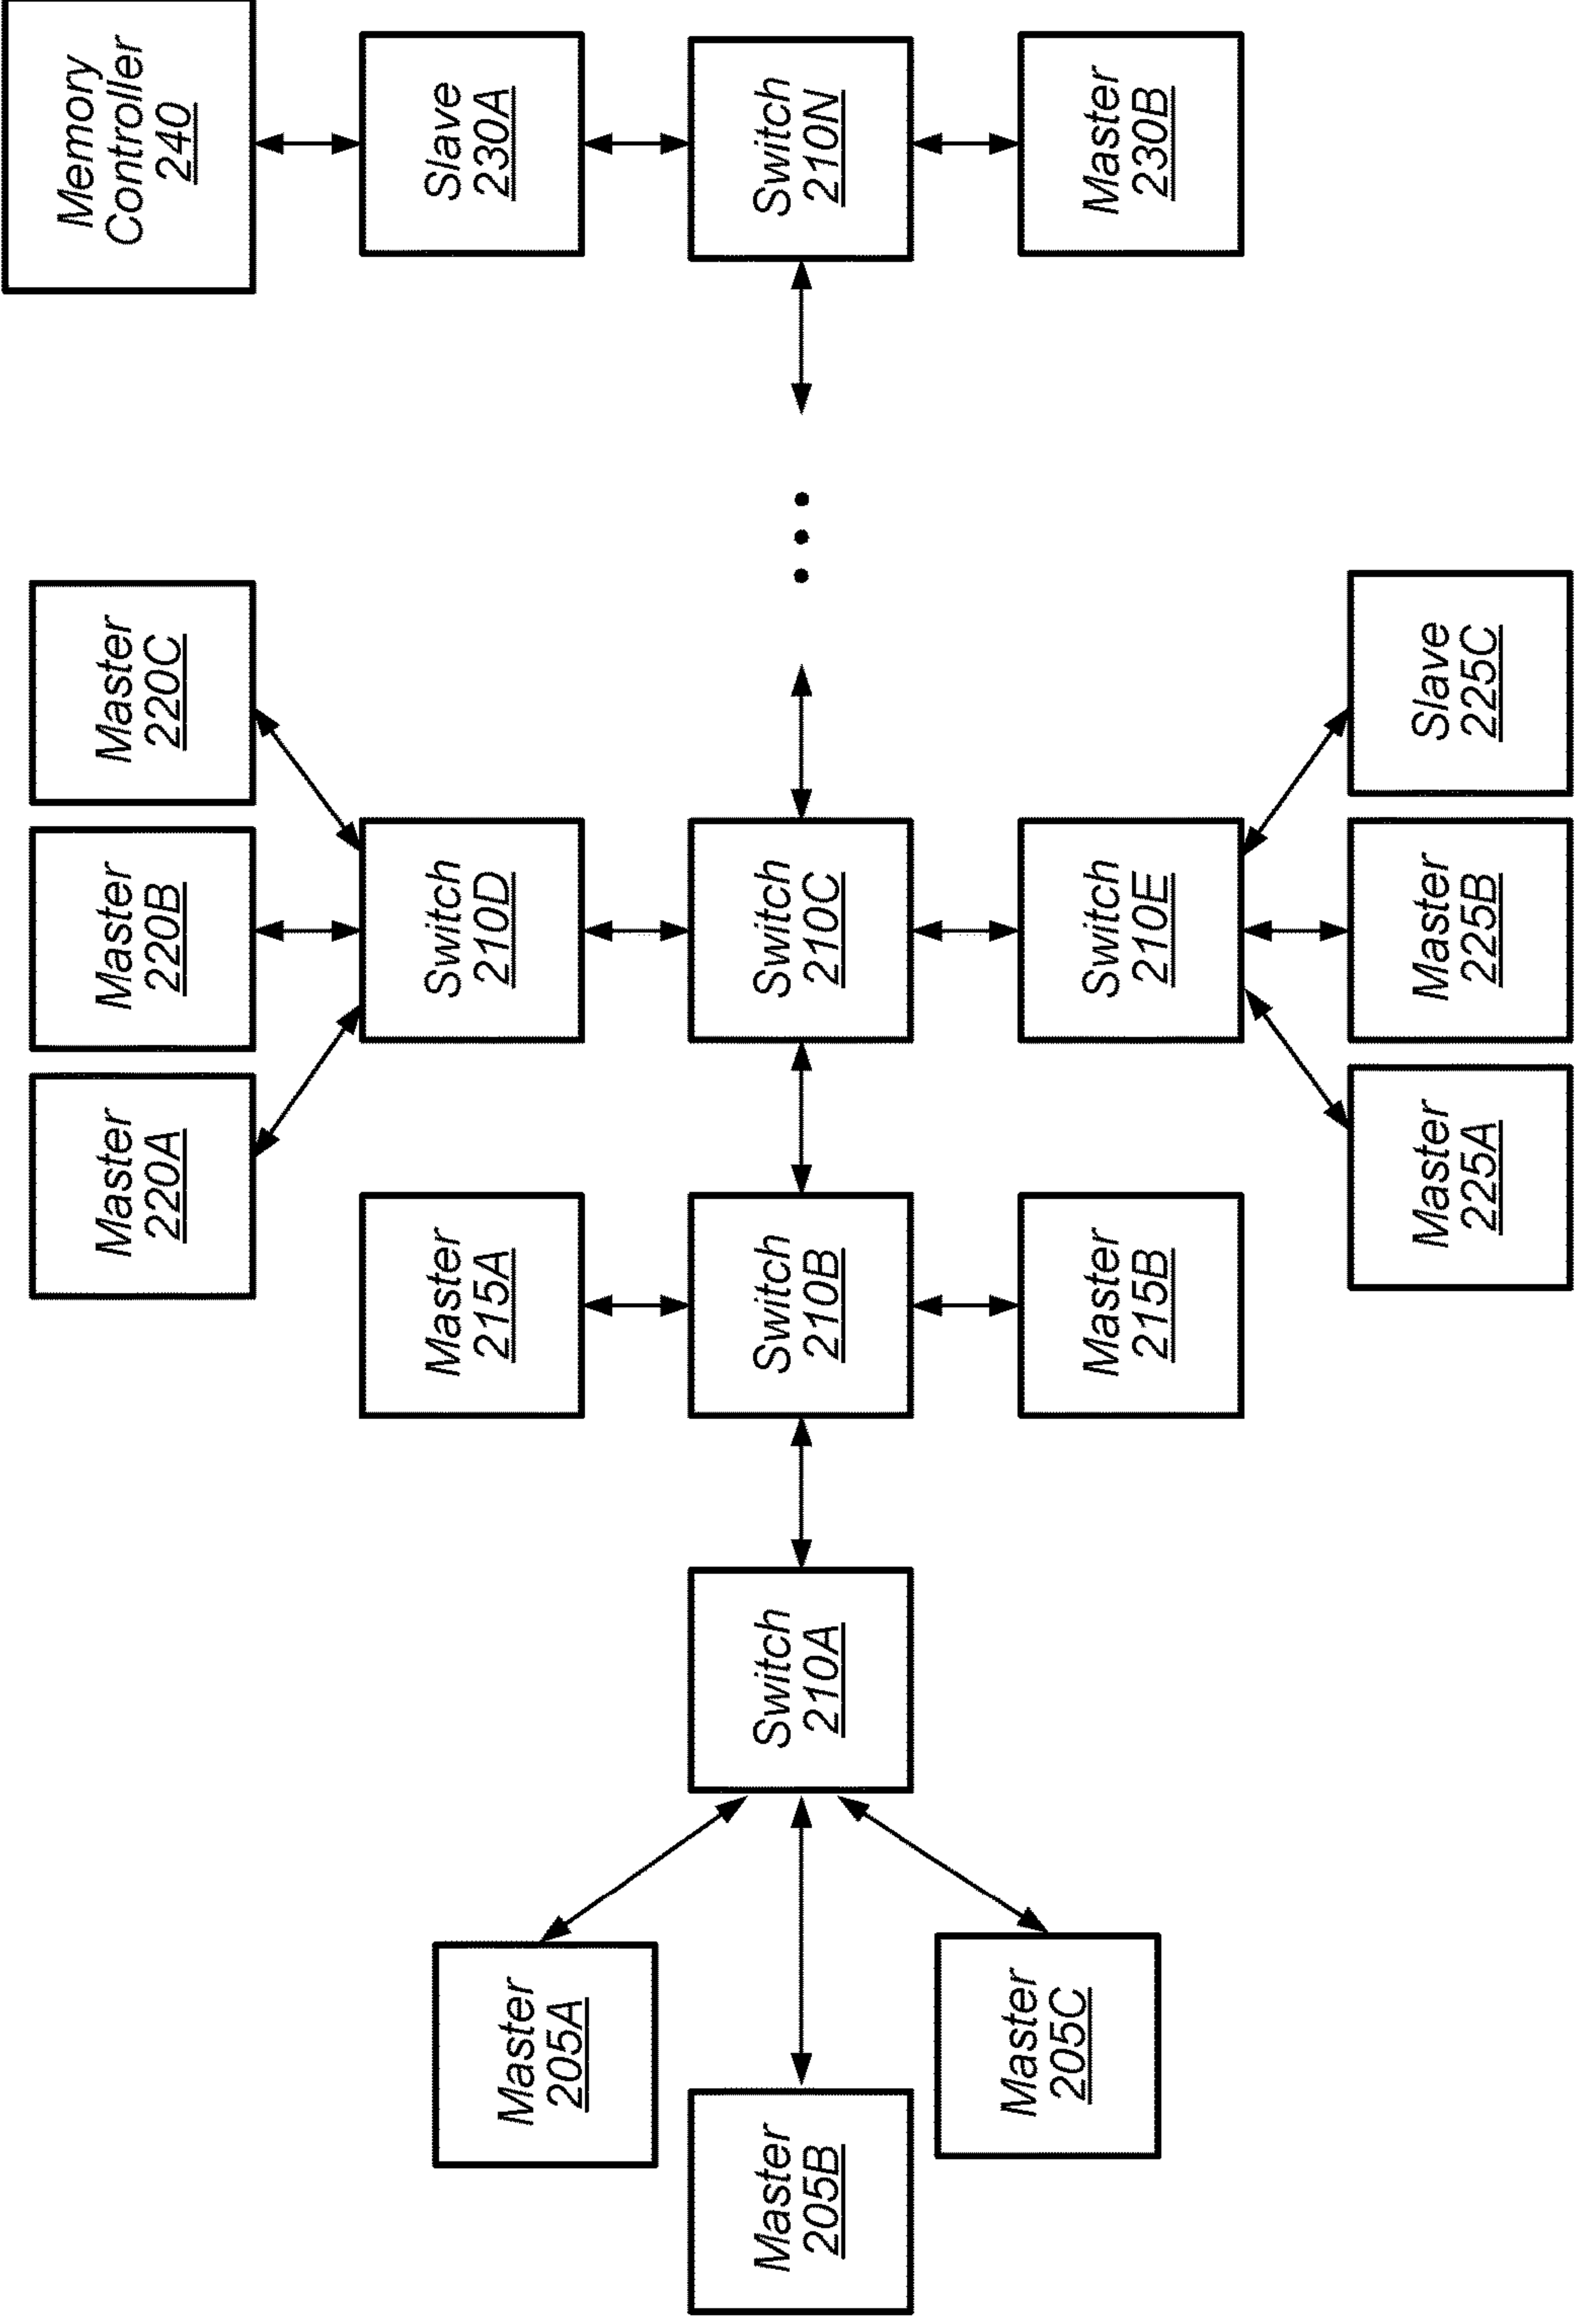 Memory
Controller
240
Slave
230A
Switch
210N
Master
230B
Master
220C
Master
220B
Master
220A
Switch
210D
Switch
210C
Switch
210E
Slave
225C
Master
225B
Master
225A
Master
215A
Switch
210B
Master
215B
Switch
210A
Master
205A
Master
205B
Master
205C